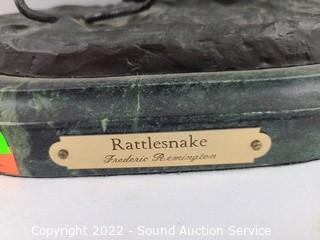 Rattlesnake
Frederic Remington
Copyright 2022 - Sound Auction Service